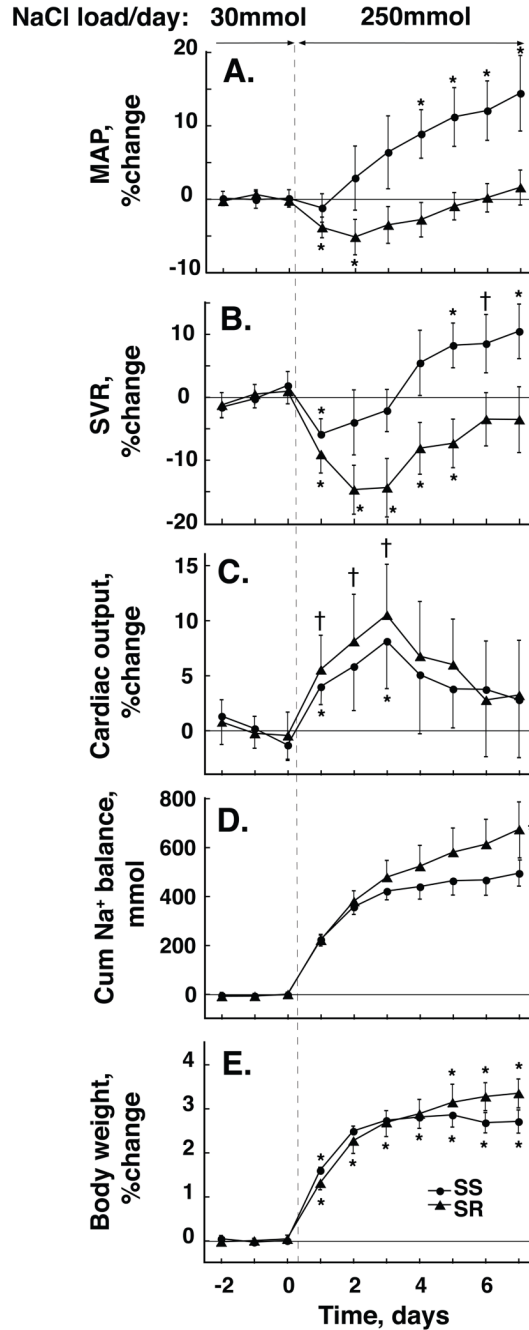 NaCl load/day: 30mmol 250mmol
A.
MAP,
%change
20
10
0
-10
* * * * *
* *
B.
SVR,
%change
10
0
-10
-20
* * † *
* * * * *
C.
Cardiac output,
%change
15
10
5
0
† † †
* *
D.
Cum Na⁺ balance,
mmol
800
600
400
200
0
E.
Body weight,
%change
4
3
2
1
0
* * * *
* * * * * * *
SS
SR
-2 0 2 4 6
Time, days